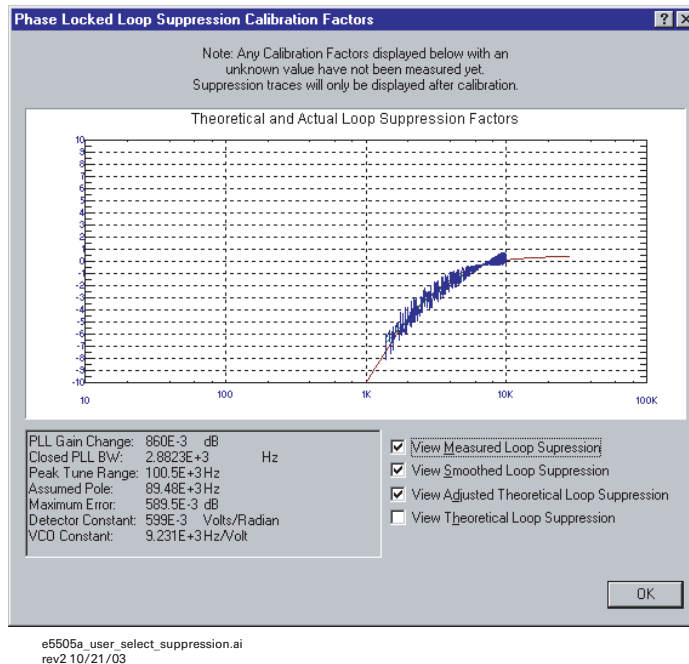 Phase Locked Loop Suppression Calibration Factors
Note: Any Calibration Factors displayed below with an
unknown value have not been measured yet.
Suppression traces will only be displayed after calibration.
Theoretical and Actual Loop Suppression Factors
10
9
8
7
6
5
4
3
2
1
0
-1
-2
-3
-4
-5
-6
-7
-8
-9
-10
10
100
1K
10K
100K
PLL Gain Change: 860E-3 dB
Closed PLL BW: 2.8823E+3 Hz
Peak Tune Range: 100.5E+3 Hz
Assumed Pole: 89.48E+3 Hz
Maximum Error: 589.5E-3 dB
Detector Constant: 599E-3 Volts/Radian
VCO Constant: 9.231E+3 Hz/Volt
View Measured Loop Supression
View Smoothed Loop Suppression
View Adjusted Theoretical Loop Suppression
View Theoretical Loop Suppression
OK
e5505a_user_select_suppression.ai
rev2 10/21/03